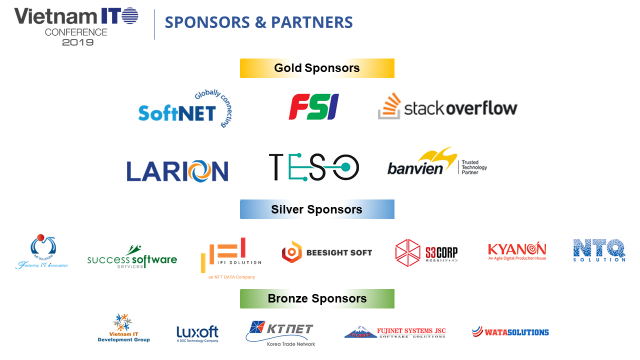 Vietnam ITO
CONFERENCE
2019
SPONSORS & PARTNERS
Gold Sponsors
SoftNET
Globally connecting
FSI
stackoverflow
LARION
TESO
banvien
Trusted
Technology
Partner
Silver Sponsors
success software
SERVICES
IFI SOLUTION
an NTT DATA Company
BEESIGHT SOFT
S3CORP
KYANON
An Agile Digital Production House
NTQ
SOLUTION
Bronze Sponsors
Vietnam IT
Development Group
Luxoft
A DXC Technology Company
KTNET
Korea Trade Network
FUJINET SYSTEMS JSC
SOFTWARE SOLUTIONS
WATASOLUTIONS